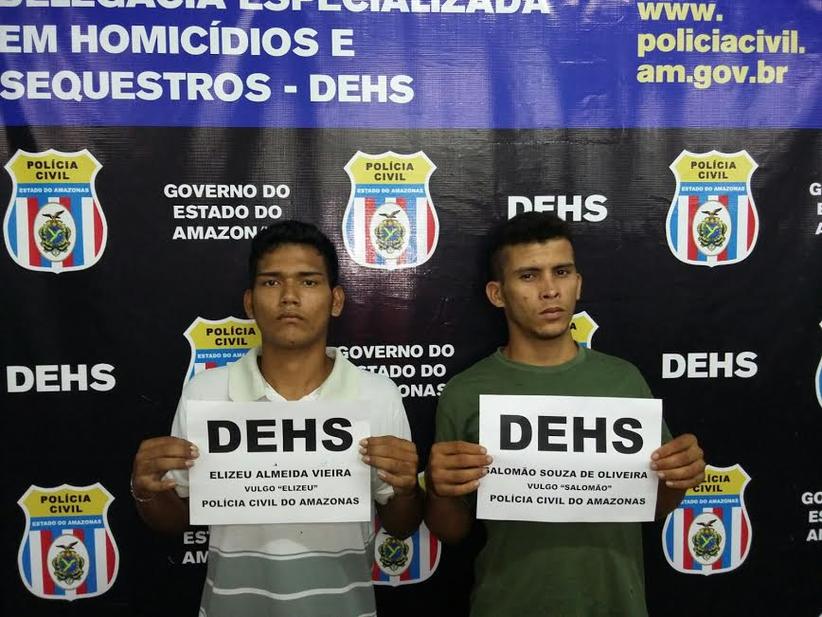 DELEGACIA ESPECIALIZADA
EM HOMICÍDIOS E
SEQUESTROS - DEHS
www.
policiacivil.
am.gov.br
POLÍCIA
CIVIL
ESTADO DO AMAZONAS
GOVERNO DO
ESTADO DO
POLÍCIA
CIVIL
ESTADO DO AMAZONAS
DEHS
POLÍCIA
CIVIL
ESTADO DO AMAZONAS
DEHS
POLÍCIA
CIVIL
ESTADO DO AMAZONAS
GOVERNO DO
ESTADO DO
AMAZONAS
DEHS
DEHS
ELIZEU ALMEIDA VIEIRA
VULGO "ELIZEU"
POLÍCIA CIVIL DO AMAZONAS
DEHS
SALOMÃO SOUZA DE OLIVEIRA
VULGO "SALOMÃO"
POLÍCIA CIVIL DO AMAZONAS
POLÍCIA
CIVIL
ESTADO DO AMAZONAS
POLÍCIA
CIVIL
ESTADO DO AMAZONAS